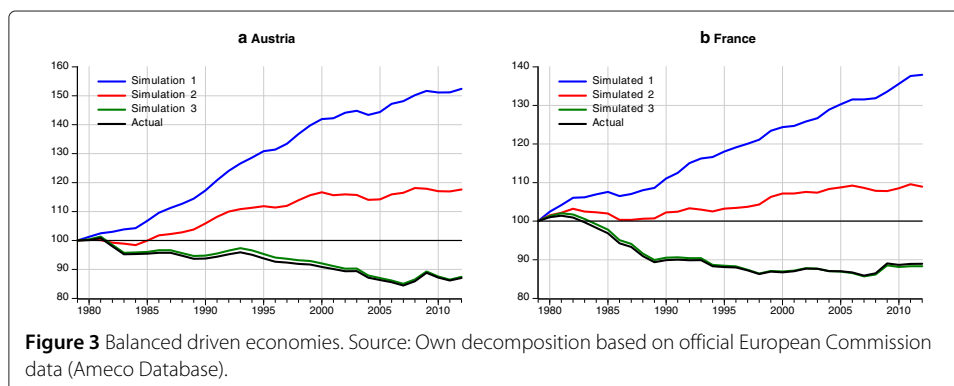 a Austria
160
150
140
130
120
110
100
90
80
Simulation 1
Simulation 2
Simulation 3
Actual
1980 1985 1990 1995 2000 2005 2010
b France
140
130
120
110
100
90
80
Simulated 1
Simulated 2
Simulated 3
Actual
1980 1985 1990 1995 2000 2005 2010
Figure 3 Balanced driven economies. Source: Own decomposition based on official European Commission
data (Ameco Database).